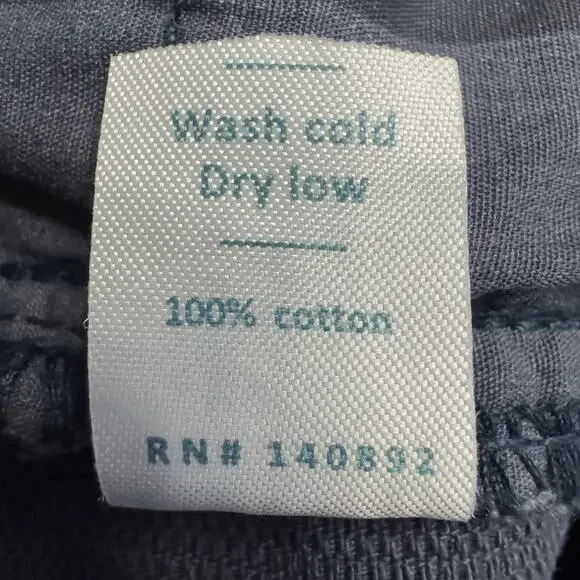 Wash cold
Dry low
100% cotton
RN# 140892